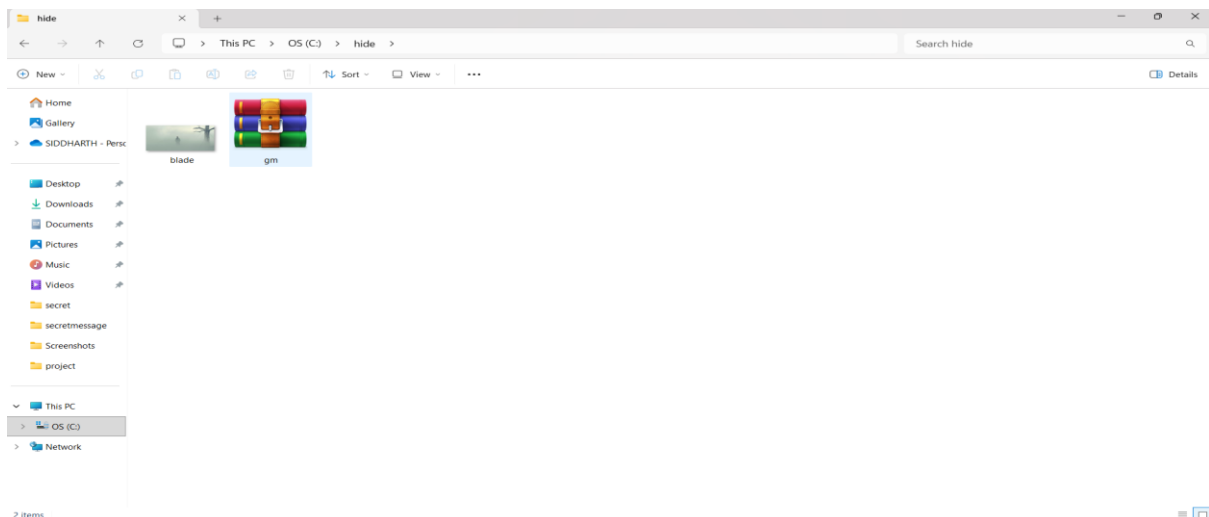 hide
This PC > OS (C:) > hide >
Search hide
New
Sort
View
Details
Home
Gallery
SIDDHARTH - Persc
blade
gm
Desktop
Downloads
Documents
Pictures
Music
Videos
secret
secretmessage
Screenshots
project
This PC
OS (C:)
Network
2 items